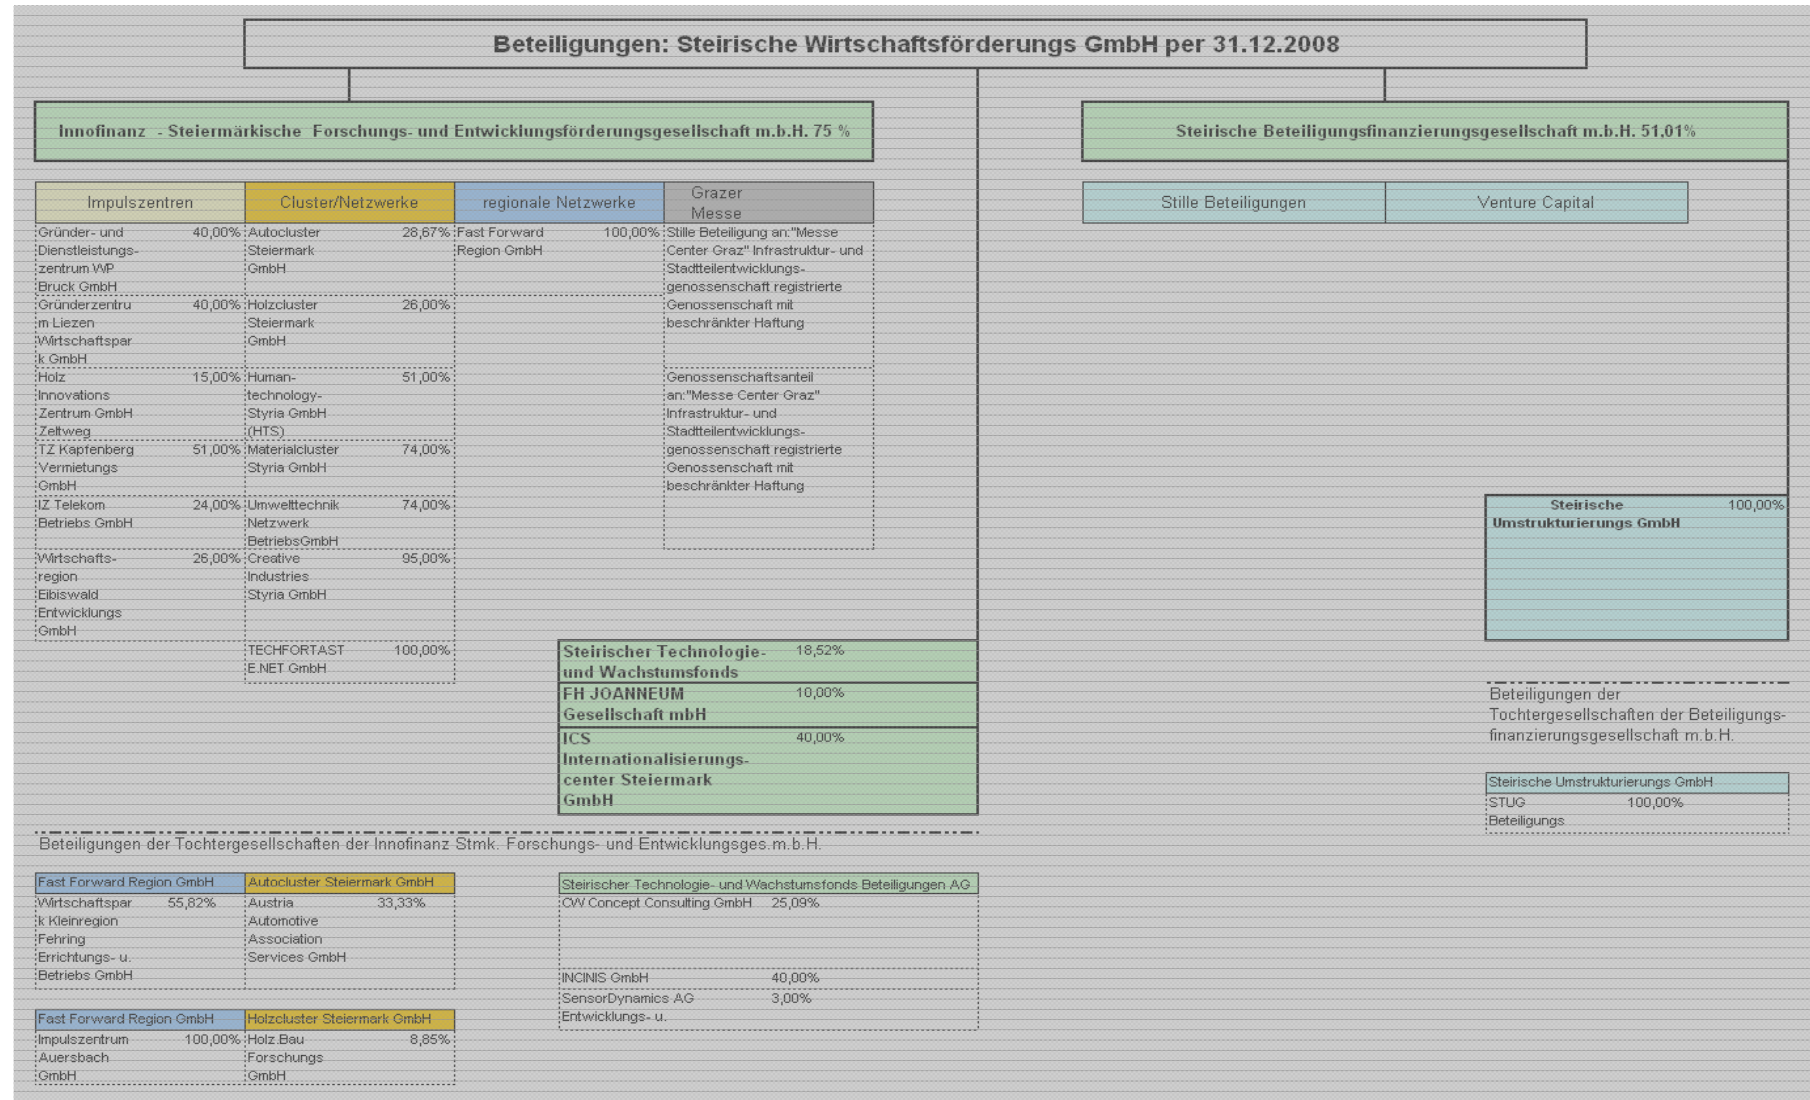 Beteiligungen: Steirische Wirtschaftsförderungs GmbH per 31.12.2008
Innofinanz - Steiermärkische Forschungs- und Entwicklungsförderungsgesellschaft m.b.H. 75 %
Steirische Beteiligungsfinanzierungsgesellschaft m.b.H. 51,01%
Impulszentren
Gründer- und 40,00%
Dienstleistungs-
zentrum WP
Bruck GmbH
Gründerzentru 40,00%
m Liezen
Wirtschaftspar
k GmbH
Holz 15,00%
Innovations
Zentrum GmbH
Zeltweg
TZ Kapfenberg 51,00%
Vermietungs
GmbH
IZ Telekom 24,00%
Betriebs GmbH
Wirtschafts- 26,00%
region
Eibiswald
Entwicklungs
GmbH
Cluster/Netzwerke
Autocluster 28,67%
Steiermark
GmbH
Holzcluster 26,00%
Steiermark
GmbH
Human- 51,00%
technology-
Styria GmbH
(HTS)
Materialcluster 74,00%
Styria GmbH
Umwelttechnik 74,00%
Netzwerk
BetriebsGmbH
Creative 95,00%
Industries
Styria GmbH
TECHFORTAST 100,00%
E.NET GmbH
regionale Netzwerke
Fast Forward 100,00%
Region GmbH
Grazer
Messe
Stille Beteiligung an:"Messe
Center Graz" Infrastruktur- und
Stadtteilentwicklungs-
genossenschaft registrierte
Genossenschaft mit
beschränkter Haftung
Genossenschaftsanteil
an:"Messe Center Graz"
Infrastruktur- und
Stadtteilentwicklungs-
genossenschaft registrierte
Genossenschaft mit
beschränkter Haftung
Stille Beteiligungen
Venture Capital
Steirische 100,00%
Umstrukturierungs GmbH
Steirischer Technologie- 18,52%
und Wachstumsfonds
FH JOANNEUM 10,00%
Gesellschaft mbH
ICS 40,00%
Internationalisierungs-
center Steiermark
GmbH
Beteiligungen der
Tochtergesellschaften der Beteiligungs-
finanzierungsgesellschaft m.b.H.
Steirische Umstrukturierungs GmbH
STUG 100,00%
Beteiligungs
Beteiligungen der Tochtergesellschaften der Innofinanz Stmk. Forschungs- und Entwicklungsges.m.b.H.
Fast Forward Region GmbH
Wirtschaftspar 55,82%
k Kleinregion
Fehring
Errichtungs- u.
Betriebs GmbH
Autocluster Steiermark GmbH
Austria 33,33%
Automotive
Association
Services GmbH
Steirischer Technologie- und Wachstumsfonds Beteiligungen AG
CW Concept Consulting GmbH 25,09%
INCINIS GmbH 40,00%
SensorDynamics AG 3,00%
Entwicklungs- u.
Fast Forward Region GmbH
Impulszentrum 100,00%
Auersbach
GmbH
Holzcluster Steiermark GmbH
Holz.Bau 8,85%
Forschungs
GmbH